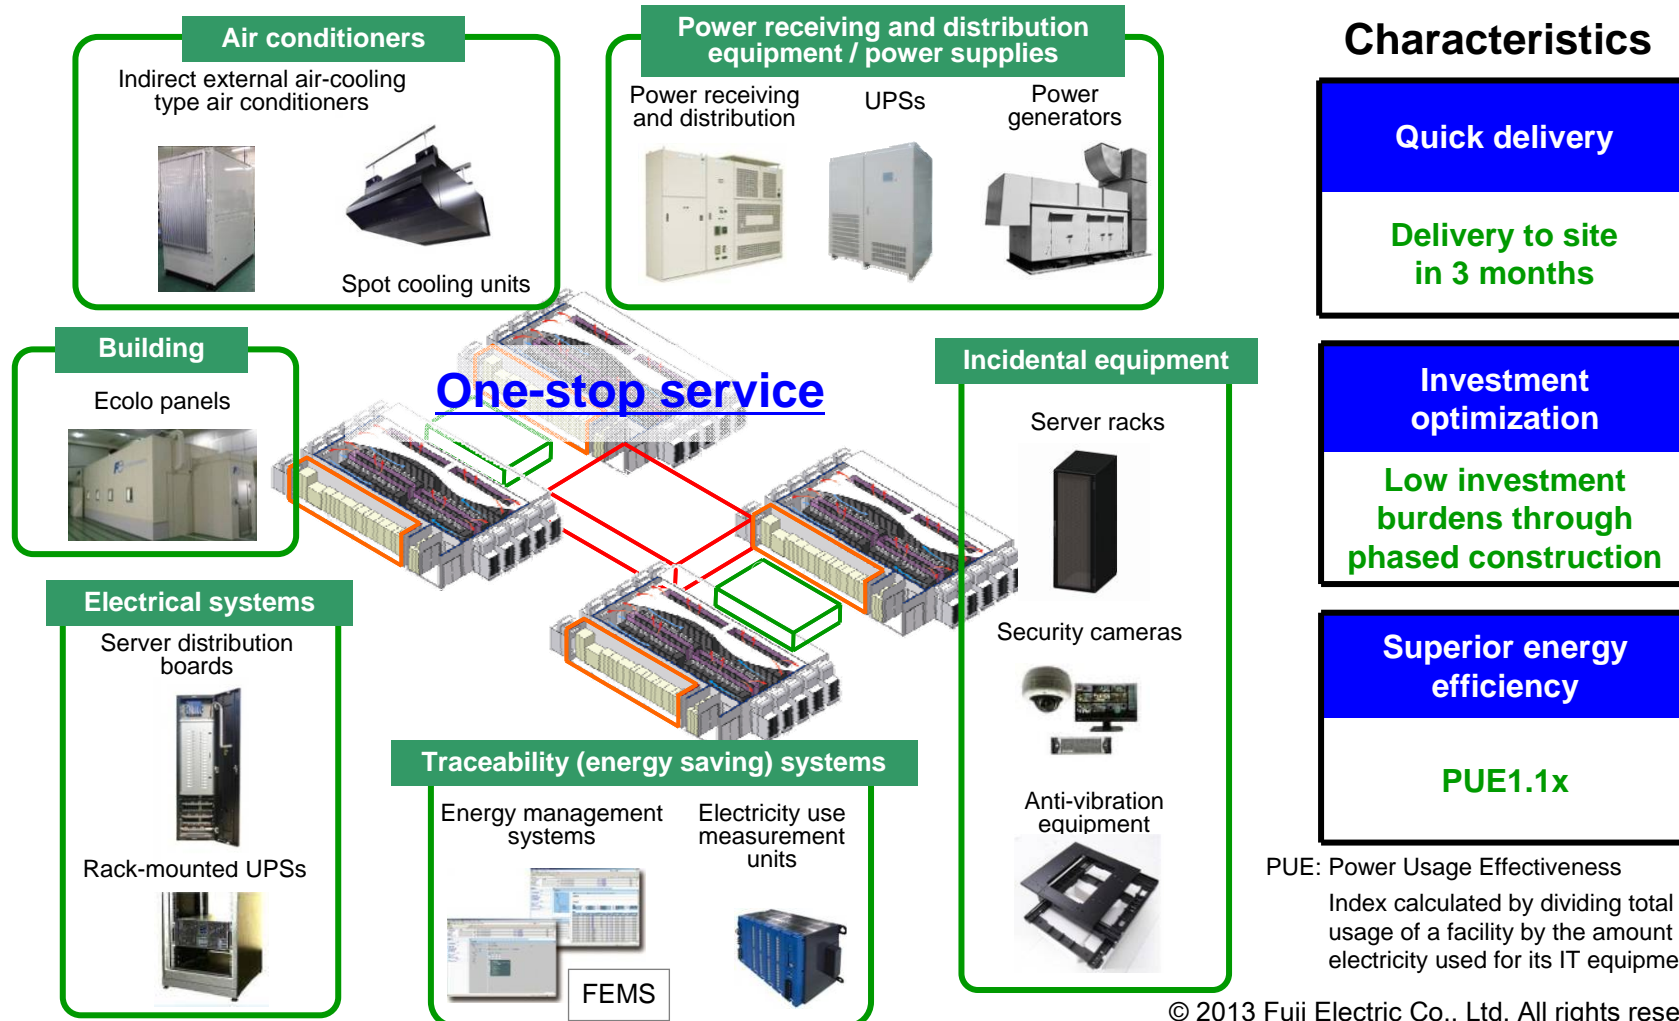 Air conditioners
Indirect external air-cooling
type air conditioners
Spot cooling units
Power receiving and distribution
equipment / power supplies
Power receiving
and distribution
UPSs
Power
generators
Characteristics
Quick delivery
Delivery to site
in 3 months
Building
Ecolo panels
One-stop service
Incidental equipment
Server racks
Security cameras
Anti-vibration
equipment
Investment
optimization
Low investment
burdens through
phased construction
Electrical systems
Server distribution
boards
Rack-mounted UPSs
Traceability (energy saving) systems
Energy management
systems
Electricity use
measurement
units
FEMS
Superior energy
efficiency
PUE1.1x
PUE: Power Usage Effectiveness
Index calculated by dividing total
usage of a facility by the amount
electricity used for its IT equipme
© 2013 Fuji Electric Co., Ltd. All rights rese